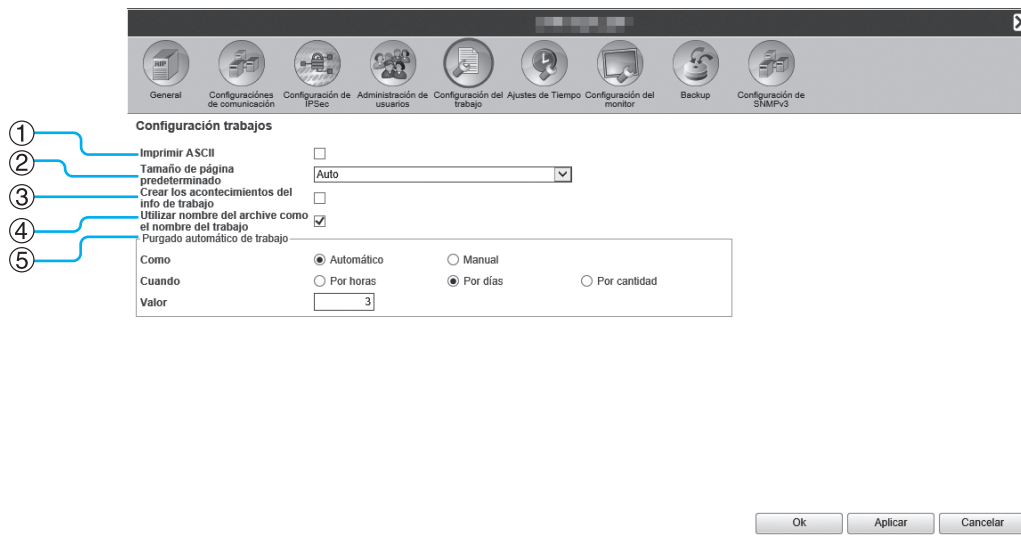 RIP
General
Configuraciónes de comunicación
Configuración de IPSec
Administración de usuarios
Configuración del trabajo
Ajustes de Tiempo
Configuración del monitor
Backup
Configuración de SNMPv3
Configuración trabajos
① Imprimir ASCII
② Tamaño de página predeterminado
Auto
③ Crear los acontecimientos del info de trabajo
④ Utilizar nombre del archive como el nombre del trabajo
⑤ Purgado automático de trabajo
Como Automático Manual
Cuando Por horas Por días Por cantidad
Valor 3
Ok Aplicar Cancelar